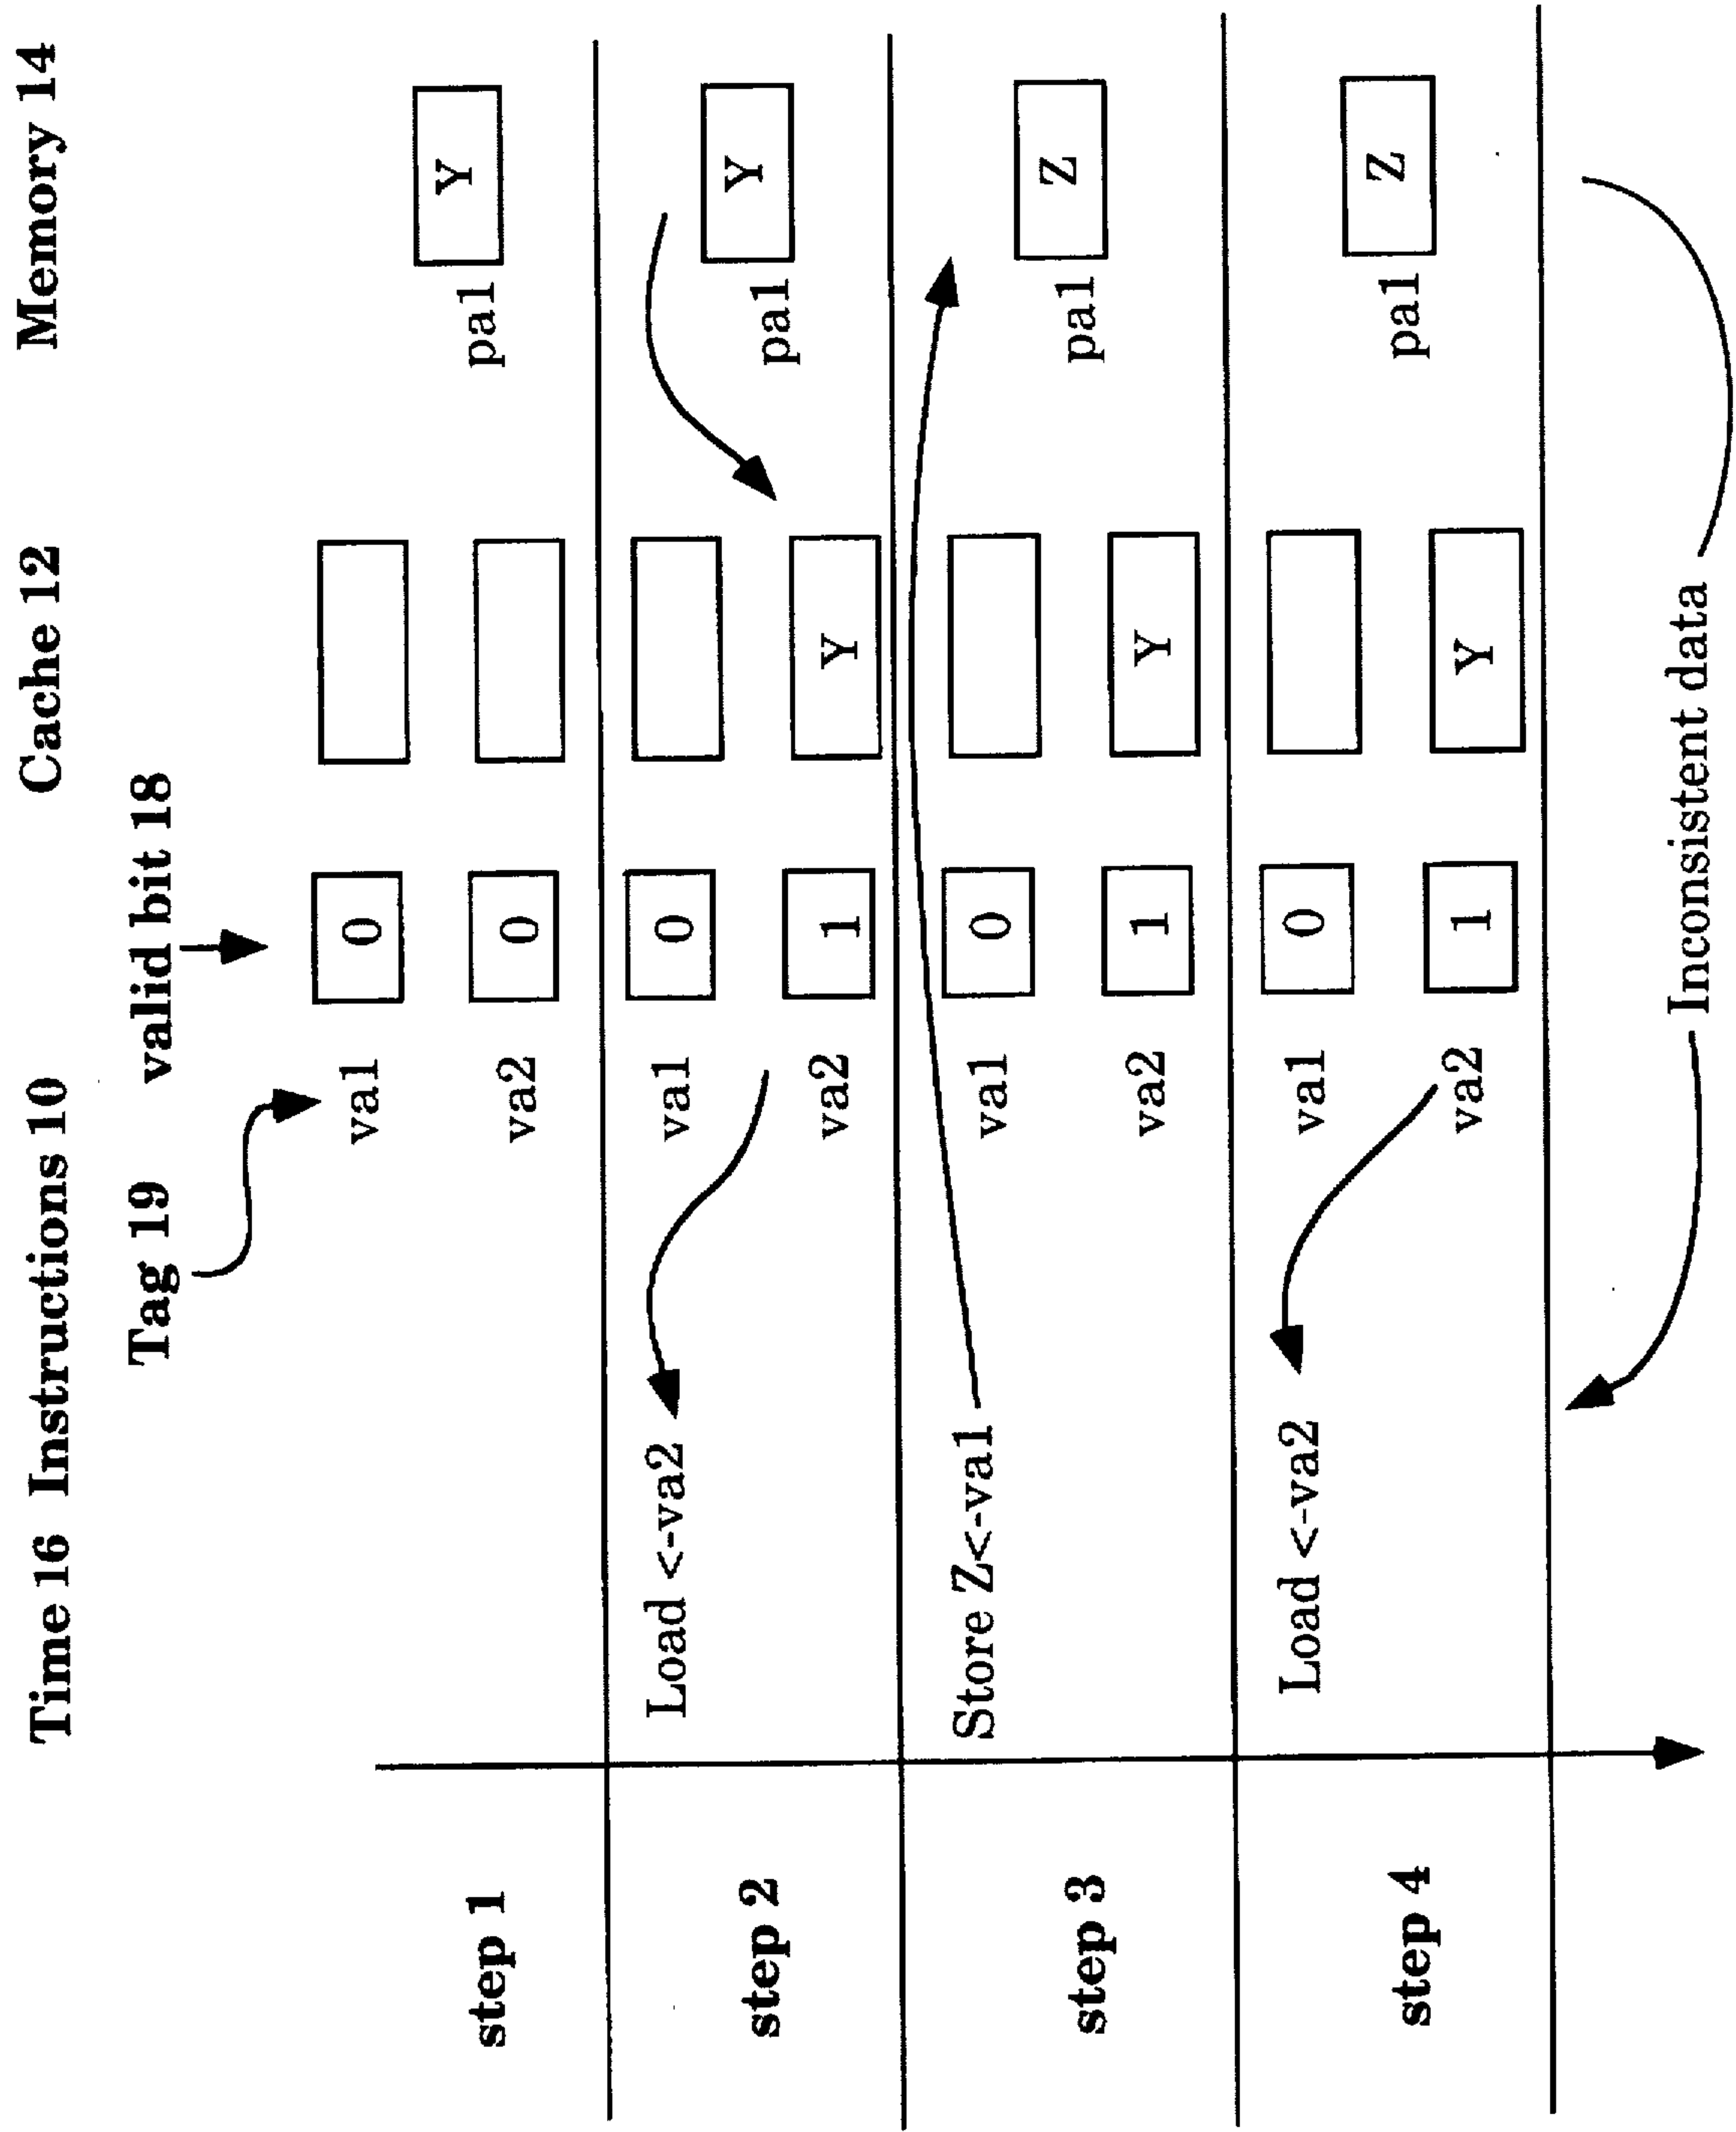 Time 16 Instructions 10 Cache 12 Memory 14
Tag 19 valid bit 18
step 1
va1 0
va2 0
pa1 Y
step 2
Load <-va2
va1 0
va2 1 Y
pa1 Y
step 3
Store Z<-va1
va1 0
va2 1 Y
pa1 Z
step 4
Load <-va2
va1 0
va2 1 Y
pa1 Z
Inconsistent data